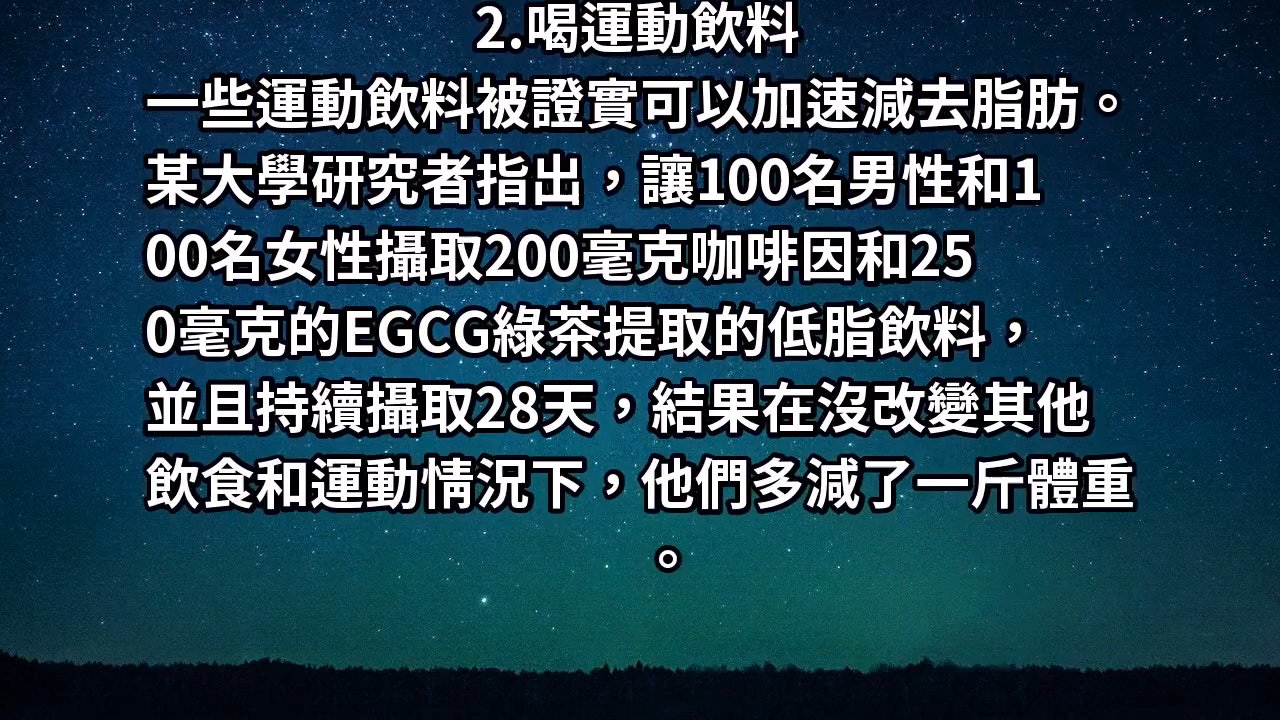 2.喝運動飲料
一些運動飲料被證實可以加速減去脂肪。
某大學研究者指出，讓100名男性和1
00名女性攝取200毫克咖啡因和25
0毫克的EGCG綠茶提取的低脂飲料，
並且持續攝取28天，結果在沒改變其他
飲食和運動情況下，他們多減了一斤體重
。